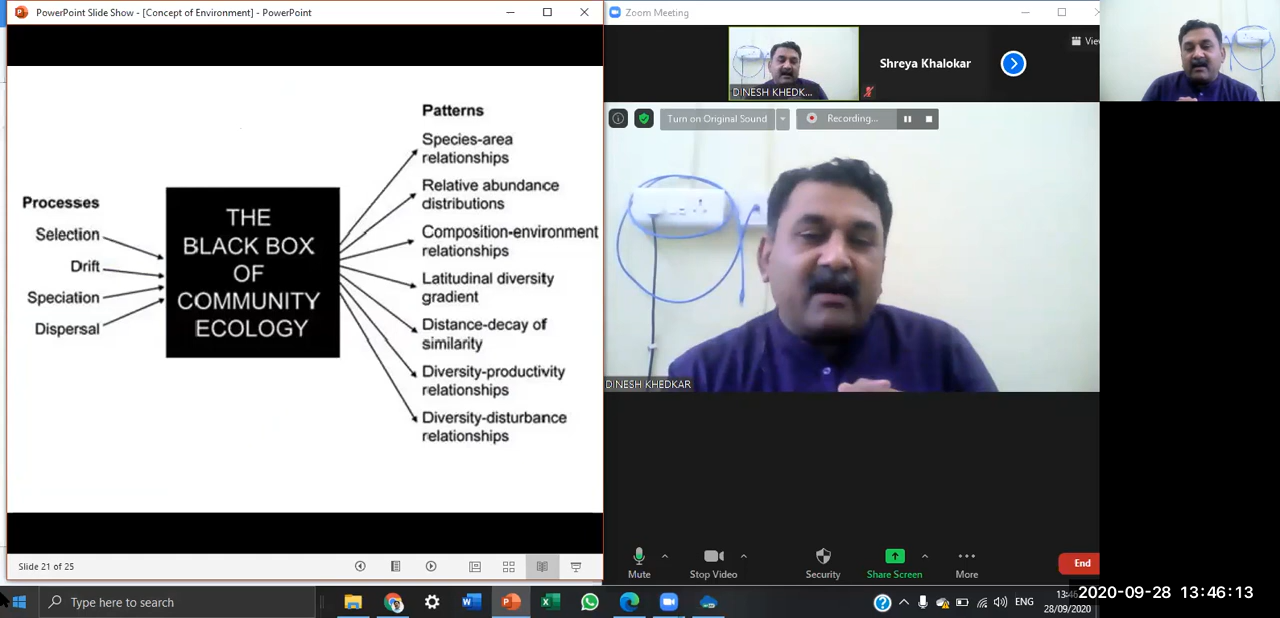 PowerPoint Slide Show - [Concept of Environment] - PowerPoint
Patterns
Species-area
relationships
Relative abundance
distributions
Composition-environment
relationships
Latitudinal diversity
gradient
Distance-decay of
similarity
Diversity-productivity
relationships
Diversity-disturbance
relationships
Processes
Selection
Drift
Speciation
Dispersal
THE
BLACK BOX
OF
COMMUNITY
ECOLOGY
Slide 21 of 25
Zoom Meeting
DINESH KHEDK...
Shreya Khalokar
Vie
Turn on Original Sound
Recording...
DINESH KHEDKAR
Mute
Stop Video
Security
Share Screen
More
End
Type here to search
ENG
13:46
28/09/2020
2020-09-28 13:46:13